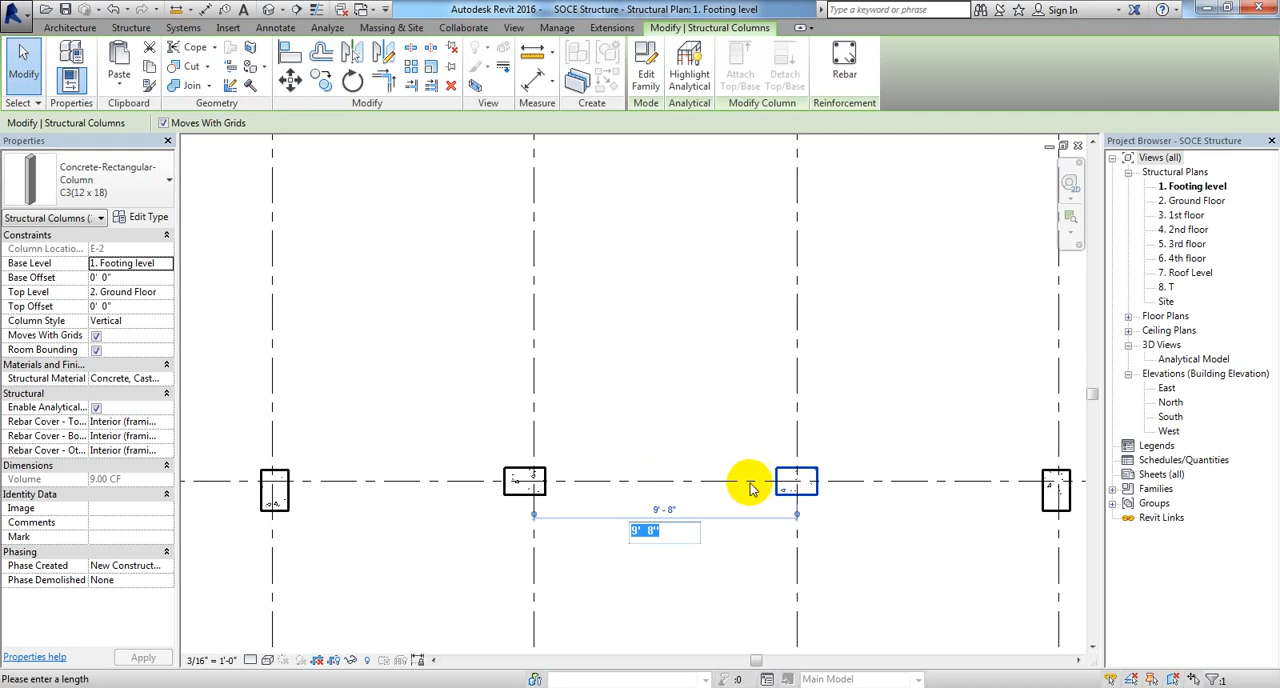 Autodesk Revit 2016 - SOCE Structure - Structural Plan: 1. Footing level
Type a keyword or phrase
Sign In
Architecture Structure Systems Insert Annotate Analyze Massing & Site Collaborate View Manage Extensions Modify | Structural Columns
Modify
Paste
Cope
Cut
Join
Edit Family
Highlight Analytical
Attach Top/Base
Detach Top/Base
Rebar
Select Properties Clipboard Geometry Modify View Measure Create Mode Analytical Modify Column Reinforcement
Modify | Structural Columns
Moves With Grids
Properties
Concrete-Rectangular-
Column
C3(12 x 18)
Structural Columns (:
Edit Type
Constraints
Column Locatio... E-2
Base Level 1. Footing level
Base Offset 0' 0"
Top Level 2. Ground Floor
Top Offset 0' 0"
Column Style Vertical
Moves With Grids
Room Bounding
Materials and Fini...
Structural Material Concrete, Cast...
Structural
Enable Analytical...
Rebar Cover - To... Interior (frami...
Rebar Cover - Bo... Interior (frami...
Rebar Cover - Ot... Interior (frami...
Dimensions
Volume 9.00 CF
Identity Data
Image
Comments
Mark
Phasing
Phase Created New Construct...
Phase Demolished None
Properties help
Apply
9' - 8"
9' 8"
2D
Project Browser - SOCE Structure
Views (all)
Structural Plans
1. Footing level
2. Ground Floor
3. 1st floor
4. 2nd floor
5. 3rd floor
6. 4th floor
7. Roof Level
8. T
Site
Floor Plans
Ceiling Plans
3D Views
Analytical Model
Elevations (Building Elevation)
East
North
South
West
Legends
Schedules/Quantities
Sheets (all)
Families
Groups
Revit Links
3/16" = 1'-0"
Please enter a length
:0
Main Model
:1